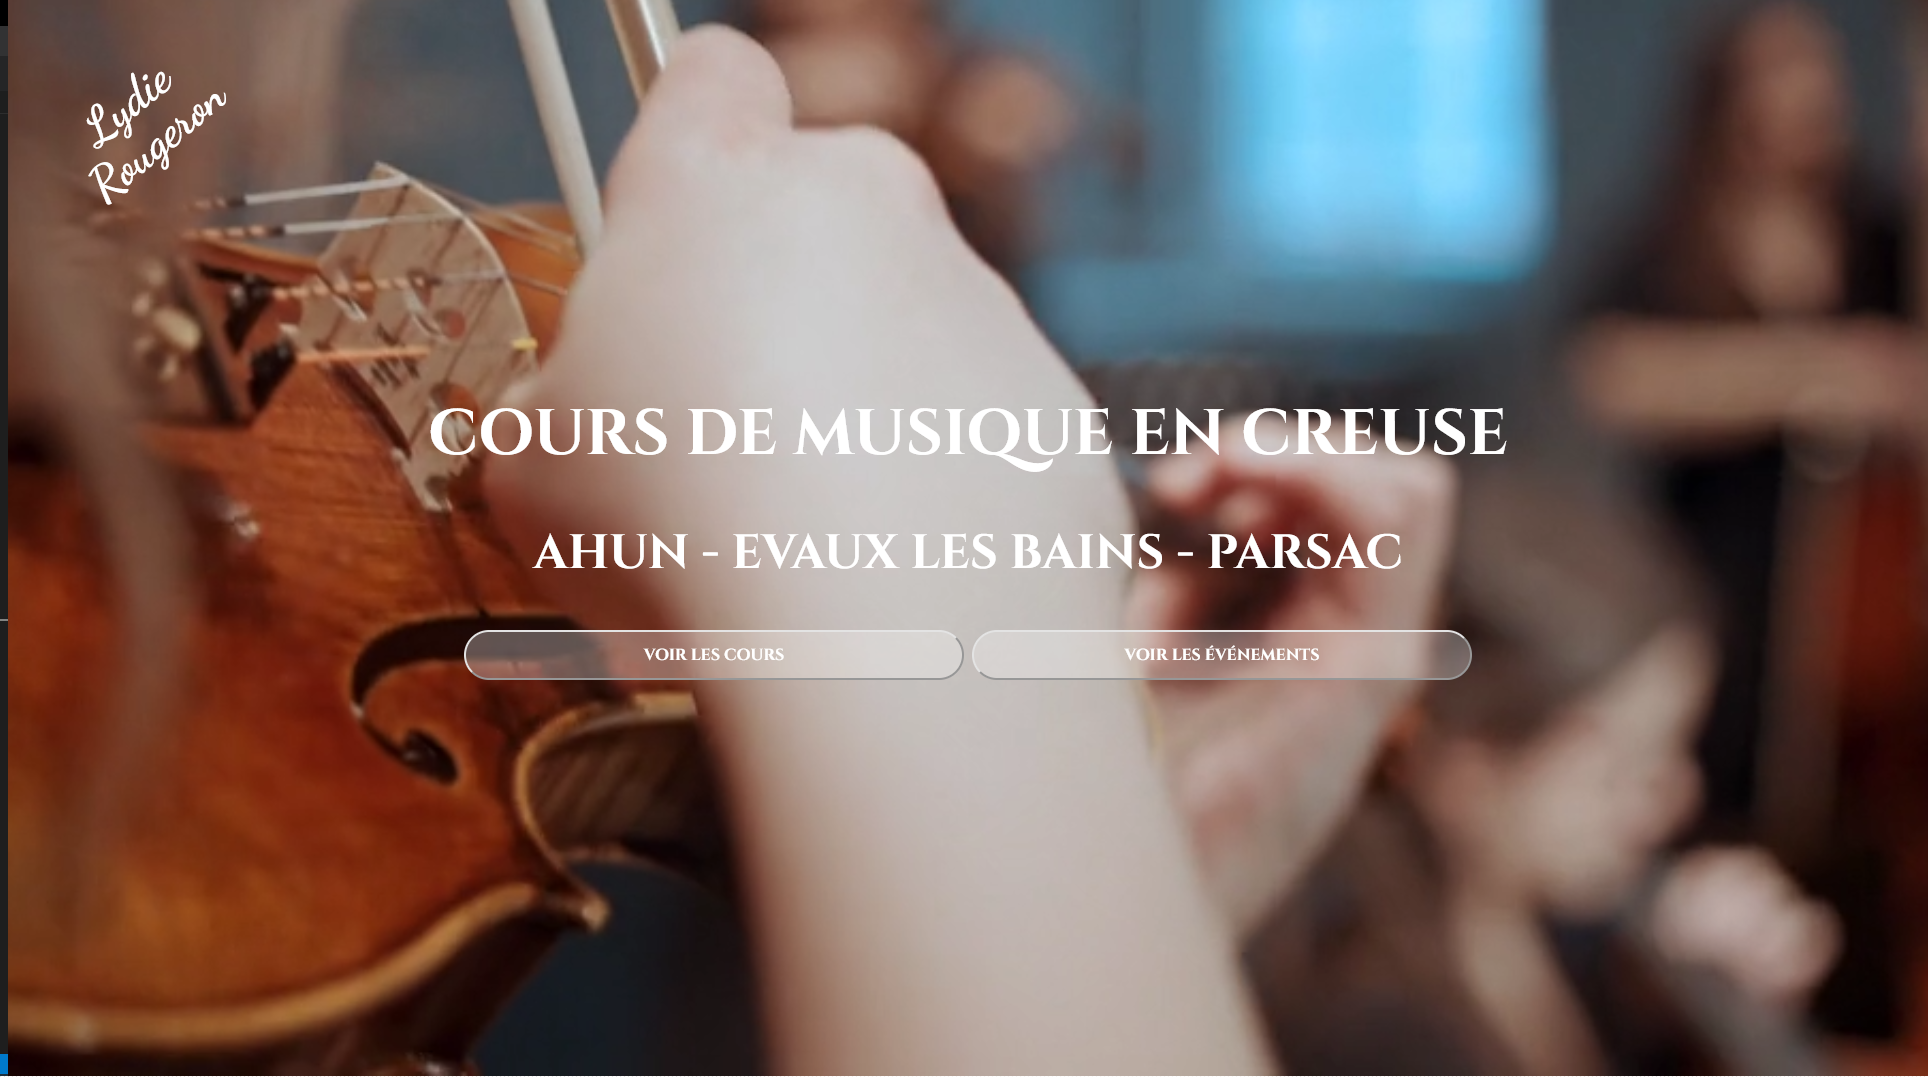 Lydie
Rougeron
COURS DE MUSIQUE EN CREUSE
AHUN - EVAUX LES BAINS - PARSAC
VOIR LES COURS
VOIR LES ÉVÉNEMENTS